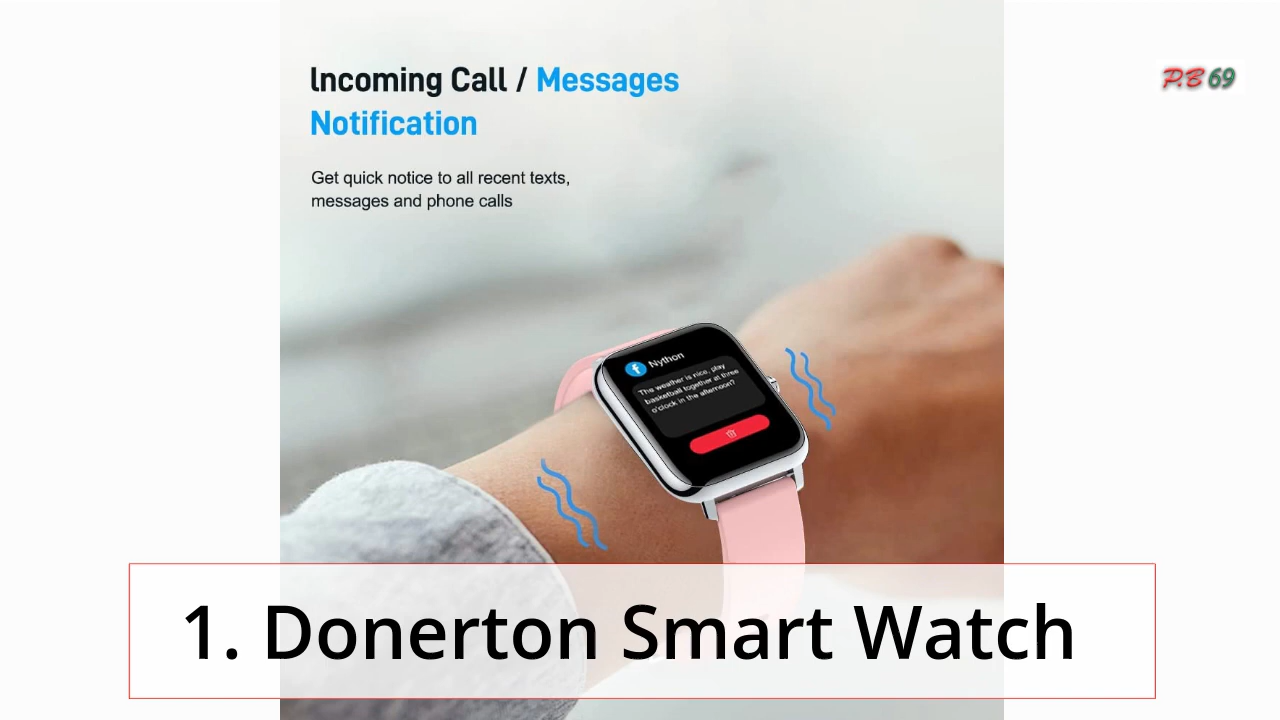 Incoming Call / Messages
Notification
Get quick notice to all recent texts,
messages and phone calls
P.B 69
Nython
The weather is nice, play
basketball together at three
o'clock in the afternoon?
1. Donerton Smart Watch